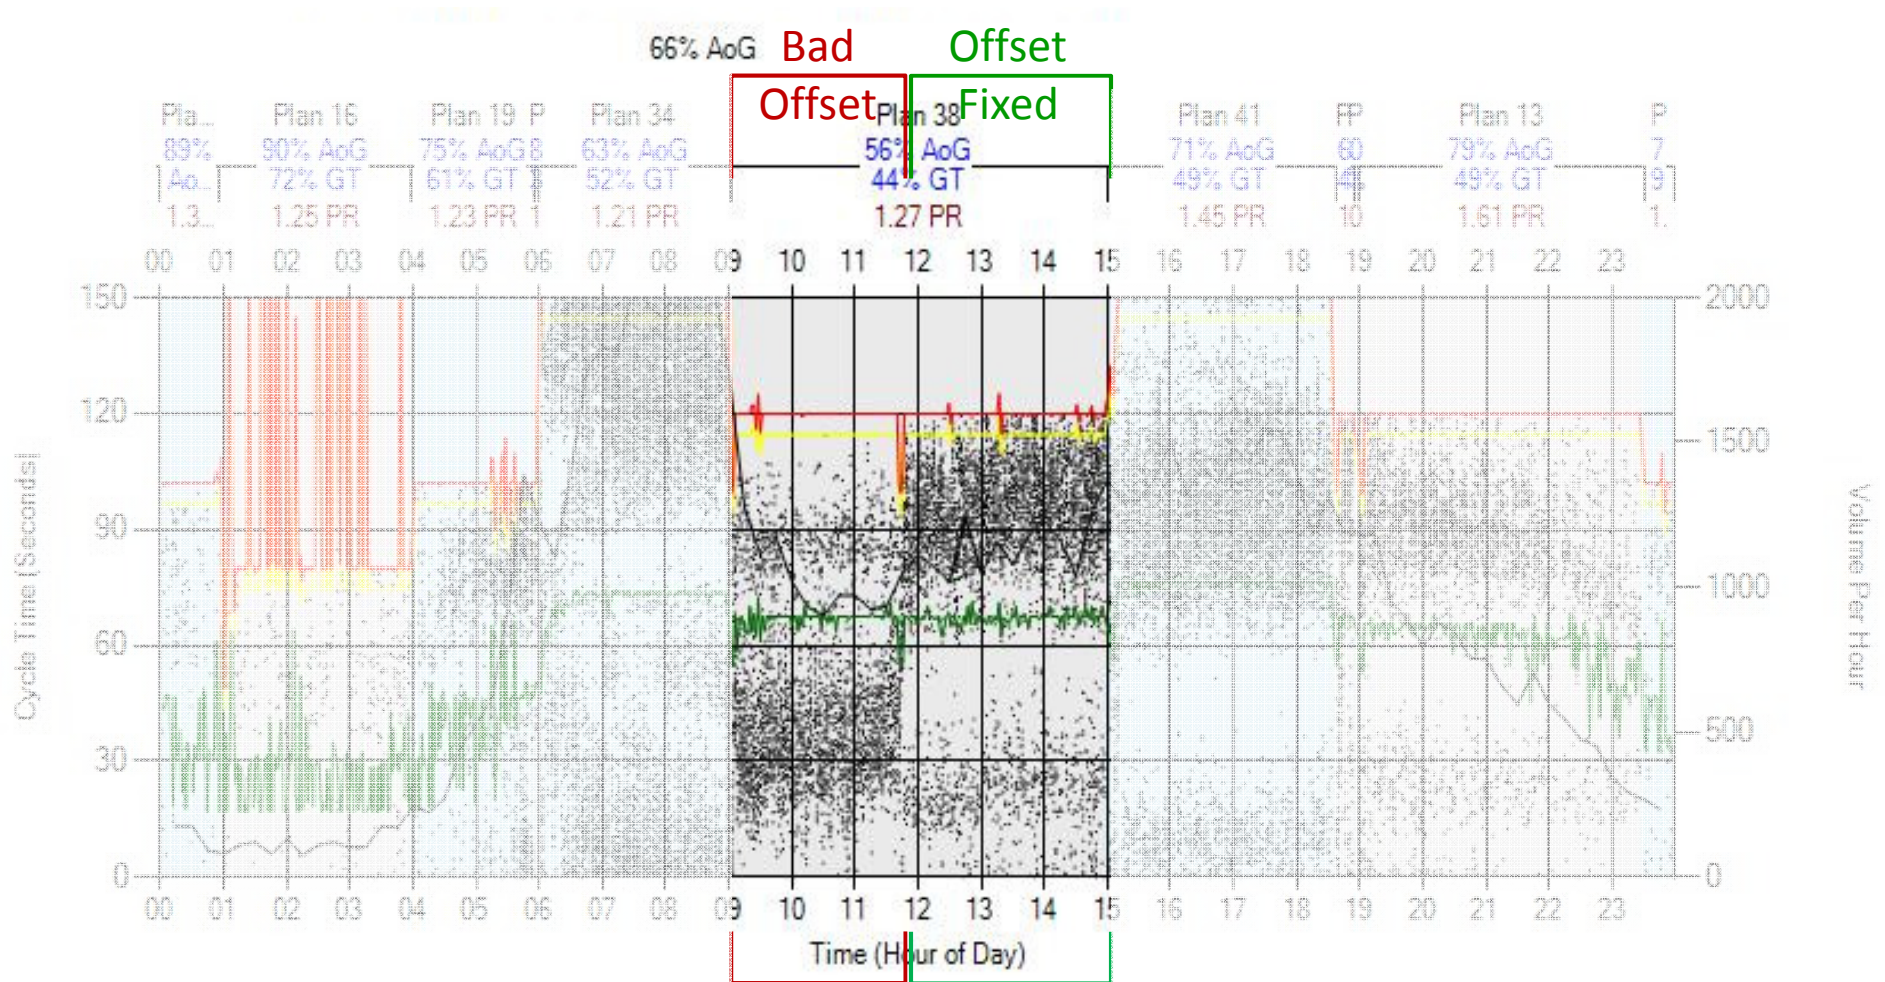 66% AoG
Bad Offset
Offset Fixed
Pla... Plan 16 Plan 19 P Plan 34 Plan 38 Plan 41 Plan 13 P
89% 90% AoG 75% AoG 8 63% AoG 56% AoG 71% AoG 60 79% AoG 7
Ao... 72% GT 61% GT 52% GT 44% GT 49% GT 49% GT 9
1.3... 1.25 PR 1.23 PR 1 1.21 PR 1.27 PR 1.45 PR 10 1.61 PR 1.
00 01 02 03 04 05 06 07 08 09 10 11 12 13 14 15 16 17 18 19 20 21 22 23
150 2000
120
1500
90
1000
60
500
30
0 0
Cycle Time (Seconds)
Volume Per Hour
00 01 02 03 04 05 06 07 08 09 10 11 12 13 14 15 16 17 18 19 20 21 22 23
Time (Hour of Day)